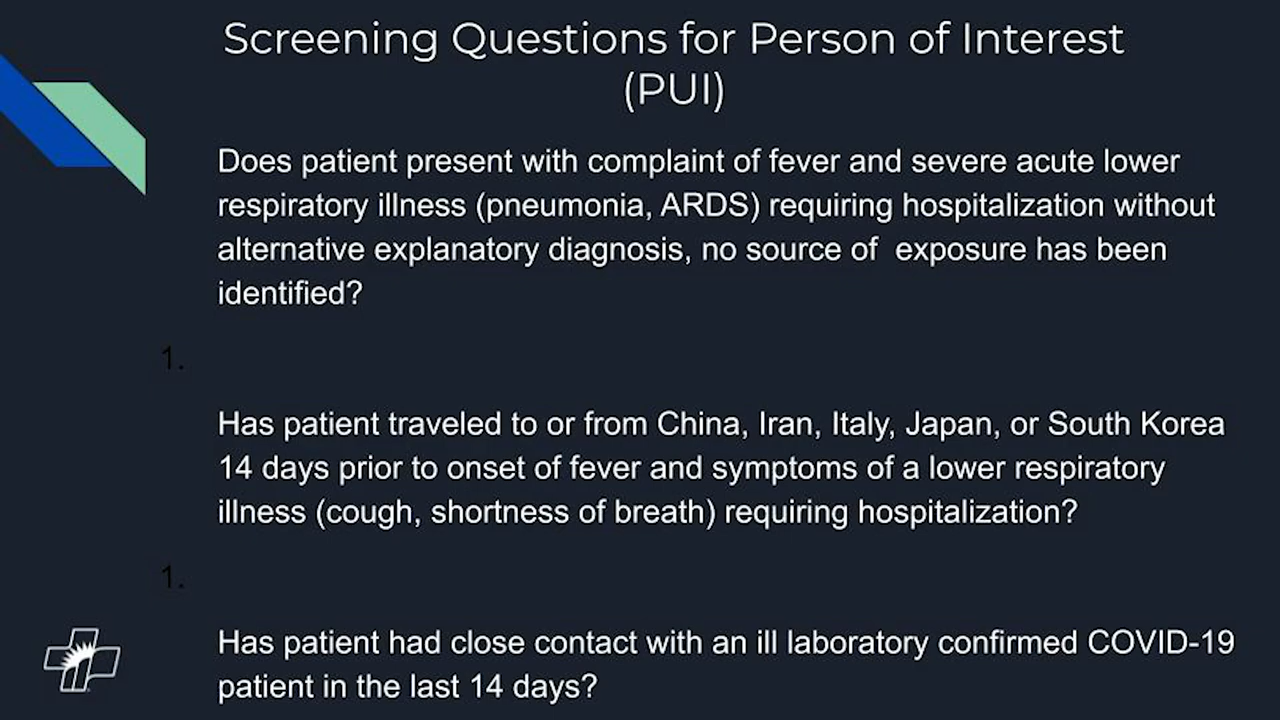 Screening Questions for Person of Interest
(PUI)
Does patient present with complaint of fever and severe acute lower
respiratory illness (pneumonia, ARDS) requiring hospitalization without
alternative explanatory diagnosis, no source of  exposure has been
identified?
1.
Has patient traveled to or from China, Iran, Italy, Japan, or South Korea
14 days prior to onset of fever and symptoms of a lower respiratory
illness (cough, shortness of breath) requiring hospitalization?
1.
Has patient had close contact with an ill laboratory confirmed COVID-19
patient in the last 14 days?